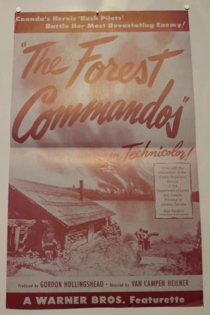 Canada's Heroic 'Bush Pilots'
Battle Her Most Devastating Enemy!
"The Forest
Commandos"
in Technicolor!
Produced by GORDON HOLLINGSHEAD • Directed by VAN CAMPEN HEILNER
A WARNER BROS. Featurette